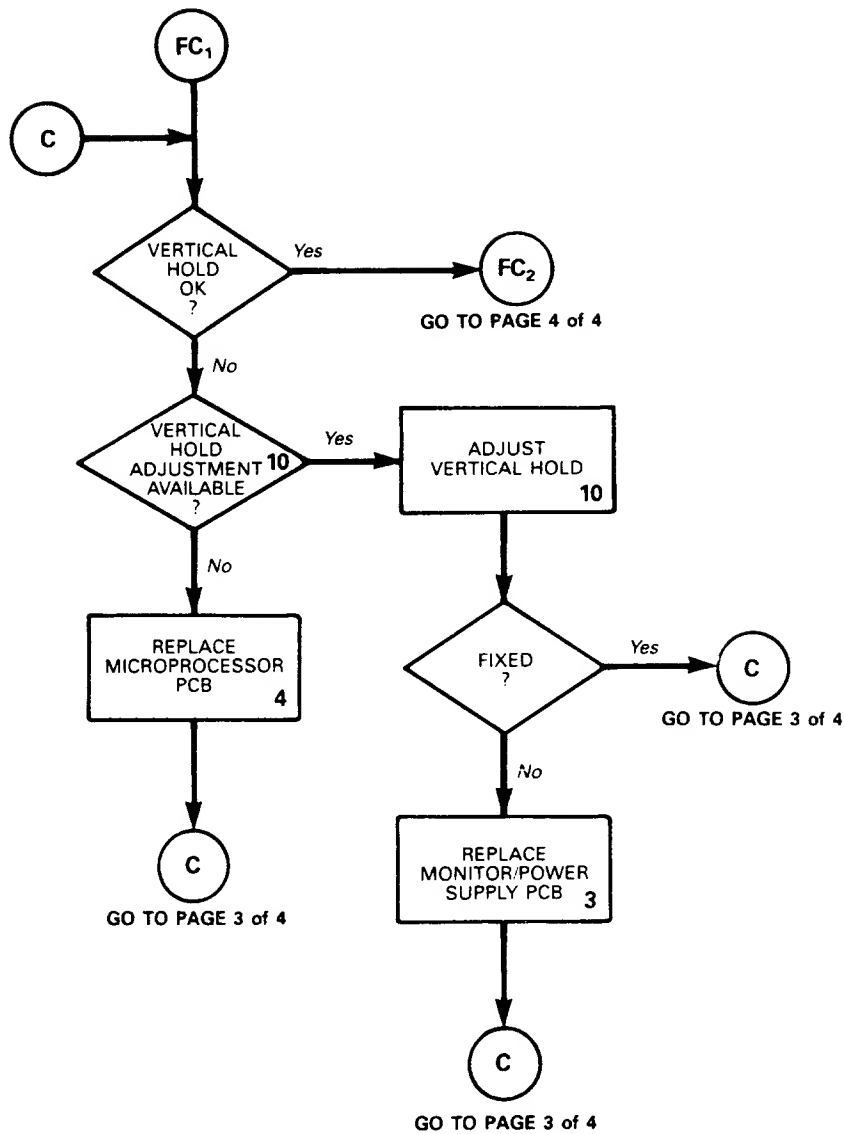 FC₁
C
VERTICAL
HOLD
OK
?
Yes
FC₂
GO TO PAGE 4 of 4
No
VERTICAL
HOLD
ADJUSTMENT 10
AVAILABLE
?
Yes
ADJUST
VERTICAL HOLD
10
No
REPLACE
MICROPROCESSOR
PCB
4
FIXED
?
Yes
C
GO TO PAGE 3 of 4
No
C
GO TO PAGE 3 of 4
REPLACE
MONITOR/POWER
SUPPLY PCB
3
C
GO TO PAGE 3 of 4